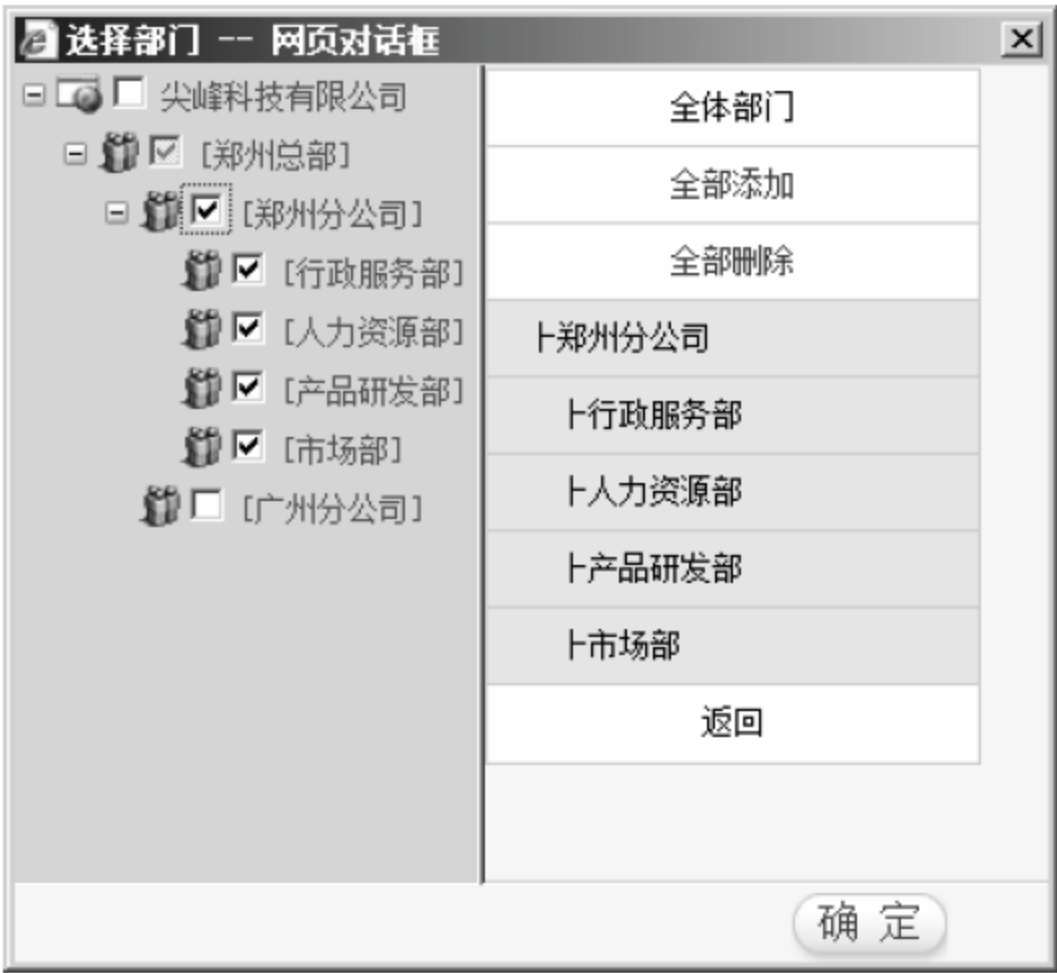 选择部门 -- 网页对话框
尖峰科技有限公司
[郑州总部]
[郑州分公司]
[行政服务部]
[人力资源部]
[产品研发部]
[市场部]
[广州分公司]
全体部门
全部添加
全部删除
├郑州分公司
├行政服务部
├人力资源部
├产品研发部
├市场部
返回
确 定